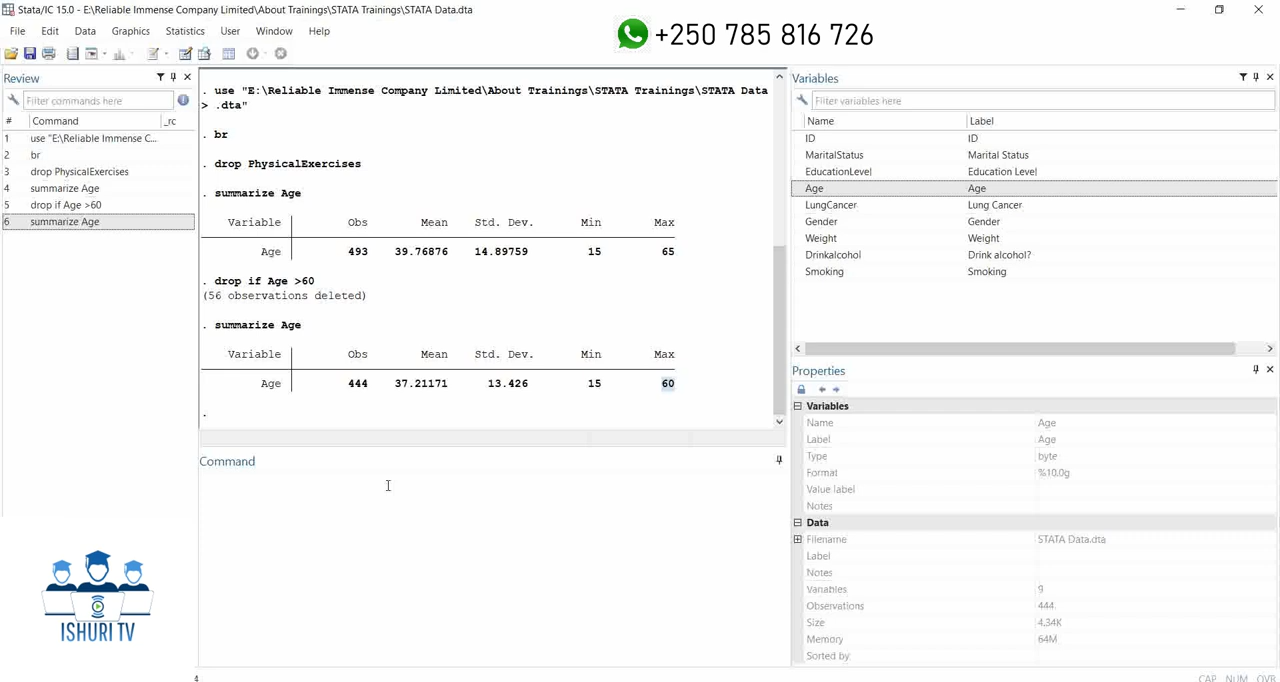 Stata/IC 15.0 - E:\Reliable Immense Company Limited\About Trainings\STATA Trainings\STATA Data.dta
File Edit Data Graphics Statistics User Window Help
+250 785 816 726
Review
Filter commands here
# Command _rc
1 use "E:\Reliable Immense C...
2 br
3 drop PhysicalExercises
4 summarize Age
5 drop if Age >60
6 summarize Age
. use "E:\Reliable Immense Company Limited\About Trainings\STATA Trainings\STATA Data
> .dta"
. br
. drop PhysicalExercises
. summarize Age
Variable Obs Mean Std. Dev. Min Max
Age 493 39.76876 14.89759 15 65
. drop if Age >60
(56 observations deleted)
. summarize Age
Variable Obs Mean Std. Dev. Min Max
Age 444 37.21171 13.426 15 60
.
Command
Variables
Filter variables here
Name Label
ID ID
MaritalStatus Marital Status
EducationLevel Education Level
Age Age
LungCancer Lung Cancer
Gender Gender
Weight Weight
Drinkalcohol Drink alcohol?
Smoking Smoking
Properties
Variables
Name Age
Label Age
Type byte
Format %10.0g
Value label
Notes
Data
Filename STATA Data.dta
Label
Notes
Variables 9
Observations 444
Size 4.34K
Memory 64M
Sorted by
ISHURI TV
CAP NUM OVR